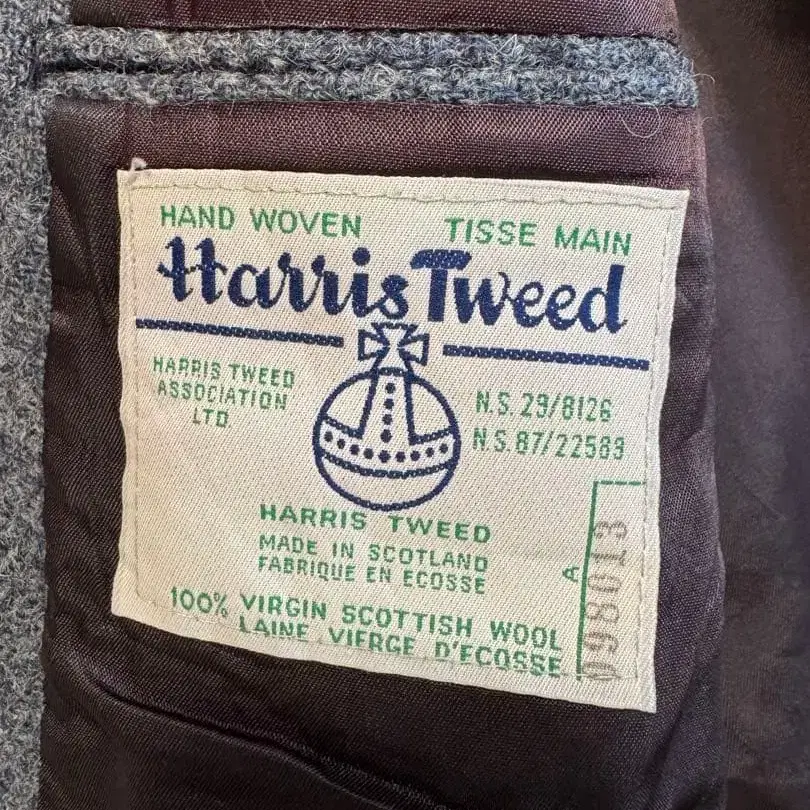 HAND WOVEN TISSE MAIN
Harris Tweed
HARRIS TWEED
ASSOCIATION
LTD.
N.S. 29/8126
N.S. 87/22589
HARRIS TWEED
MADE IN SCOTLAND
FABRIQUE EN ECOSSE
100% VIRGIN SCOTTISH WOOL
LAINE VIERGE D'ECOSSE
A
098013